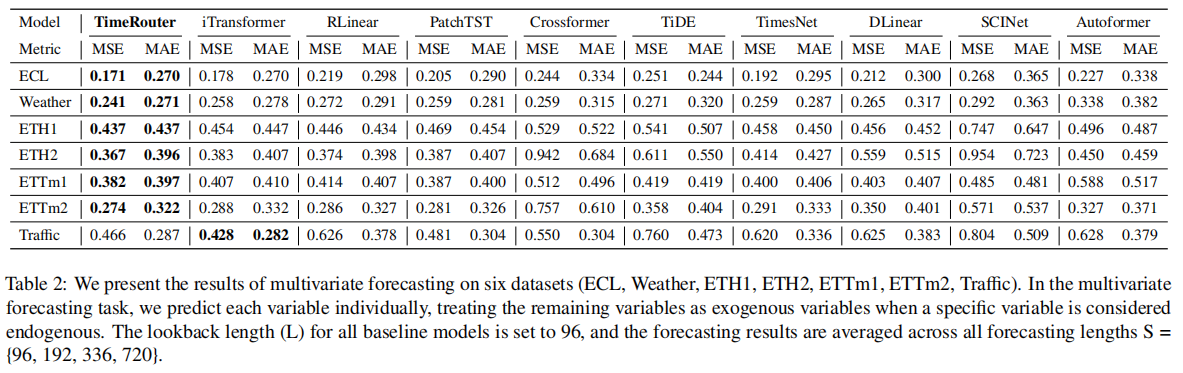 Model TimeRouter iTransformer RLinear PatchTST Crossformer TiDE TimesNet DLinear SCINet Autoformer
Metric MSE MAE MSE MAE MSE MAE MSE MAE MSE MAE MSE MAE MSE MAE MSE MAE MSE MAE MSE MAE
ECL 0.171 0.270 0.178 0.270 0.219 0.298 0.205 0.290 0.244 0.334 0.251 0.244 0.192 0.295 0.212 0.300 0.268 0.365 0.227 0.338
Weather 0.241 0.271 0.258 0.278 0.272 0.291 0.259 0.281 0.259 0.315 0.271 0.320 0.259 0.287 0.265 0.317 0.292 0.363 0.338 0.382
ETH1 0.437 0.437 0.454 0.447 0.446 0.434 0.469 0.454 0.529 0.522 0.541 0.507 0.458 0.450 0.456 0.452 0.747 0.647 0.496 0.487
ETH2 0.367 0.396 0.383 0.407 0.374 0.398 0.387 0.407 0.942 0.684 0.611 0.550 0.414 0.427 0.559 0.515 0.954 0.723 0.450 0.459
ETTm1 0.382 0.397 0.407 0.410 0.414 0.407 0.387 0.400 0.512 0.496 0.419 0.419 0.400 0.406 0.403 0.407 0.485 0.481 0.588 0.517
ETTm2 0.274 0.322 0.288 0.332 0.286 0.327 0.281 0.326 0.757 0.610 0.358 0.404 0.291 0.333 0.350 0.401 0.571 0.537 0.327 0.371
Traffic 0.466 0.287 0.428 0.282 0.626 0.378 0.481 0.304 0.550 0.304 0.760 0.473 0.620 0.336 0.625 0.383 0.804 0.509 0.628 0.379
Table 2: We present the results of multivariate forecasting on six datasets (ECL, Weather, ETH1, ETH2, ETTm1, ETTm2, Traffic). In the multivariate
forecasting task, we predict each variable individually, treating the remaining variables as exogenous variables when a specific variable is considered
endogenous. The lookback length (L) for all baseline models is set to 96, and the forecasting results are averaged across all forecasting lengths S =
{96, 192, 336, 720}.